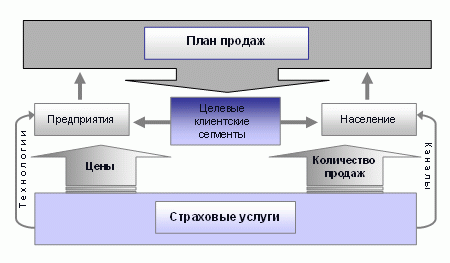 План продаж
Предприятия
Целевые
клиентские
сегменты
Население
Технологии
Цены
Количество
продаж
Каналы
Страховые услуги